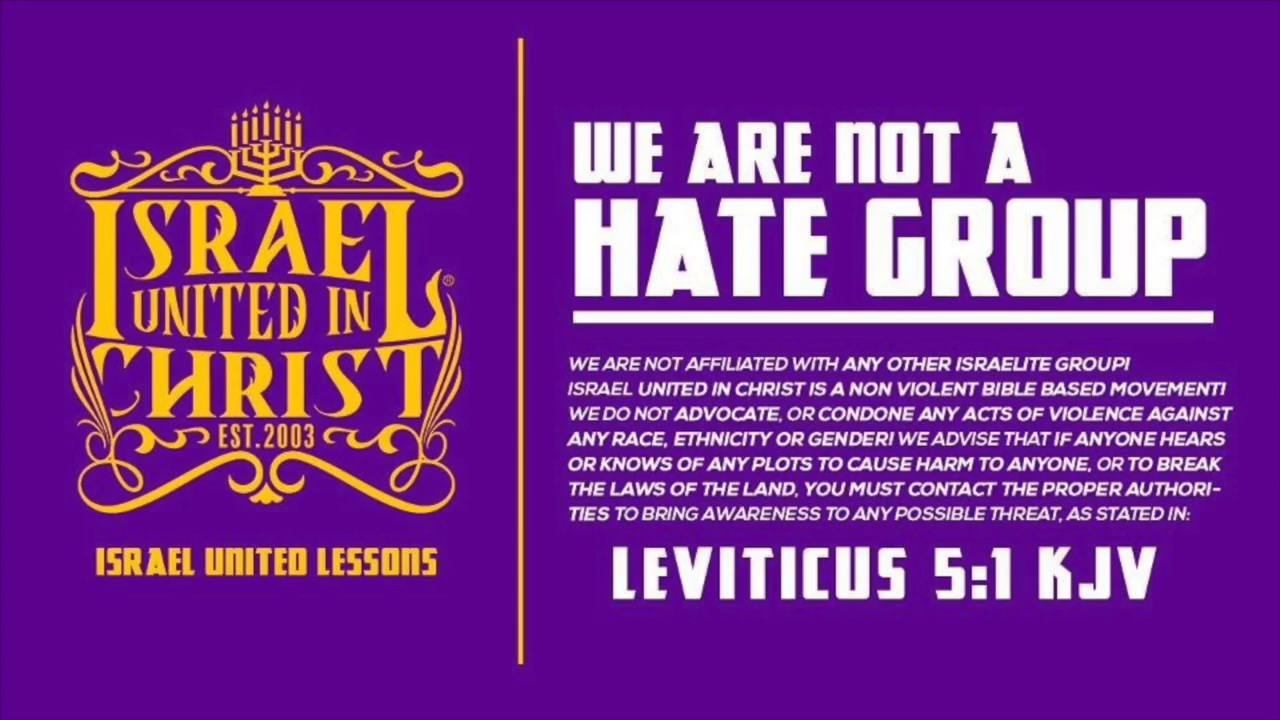 ISRAEL
UNITED IN
CHRIST
EST.2003
ISRAEL UNITED LESSONS
WE ARE NOT A
HATE GROUP
WE ARE NOT AFFILIATED WITH ANY OTHER ISRAELITE GROUP!
ISRAEL UNITED IN CHRIST IS A NON VIOLENT BIBLE BASED MOVEMENT!
WE DO NOT ADVOCATE, OR CONDONE ANY ACTS OF VIOLENCE AGAINST
ANY RACE, ETHNICITY OR GENDER! WE ADVISE THAT IF ANYONE HEARS
OR KNOWS OF ANY PLOTS TO CAUSE HARM TO ANYONE, OR TO BREAK
THE LAWS OF THE LAND, YOU MUST CONTACT THE PROPER AUTHORI-
TIES TO BRING AWARENESS TO ANY POSSIBLE THREAT, AS STATED IN:
LEVITICUS 5:1 KJV